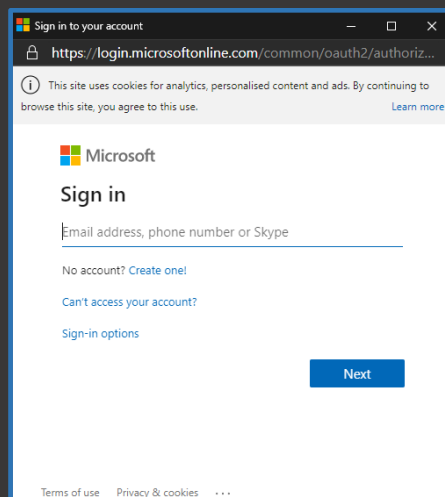 Sign in to your account
https://login.microsoftonline.com/common/oauth2/authoriz...
This site uses cookies for analytics, personalised content and ads. By continuing to
browse this site, you agree to this use.
Learn more
Microsoft
Sign in
Email address, phone number or Skype
No account? Create one!
Can't access your account?
Sign-in options
Next
Terms of use Privacy & cookies ...